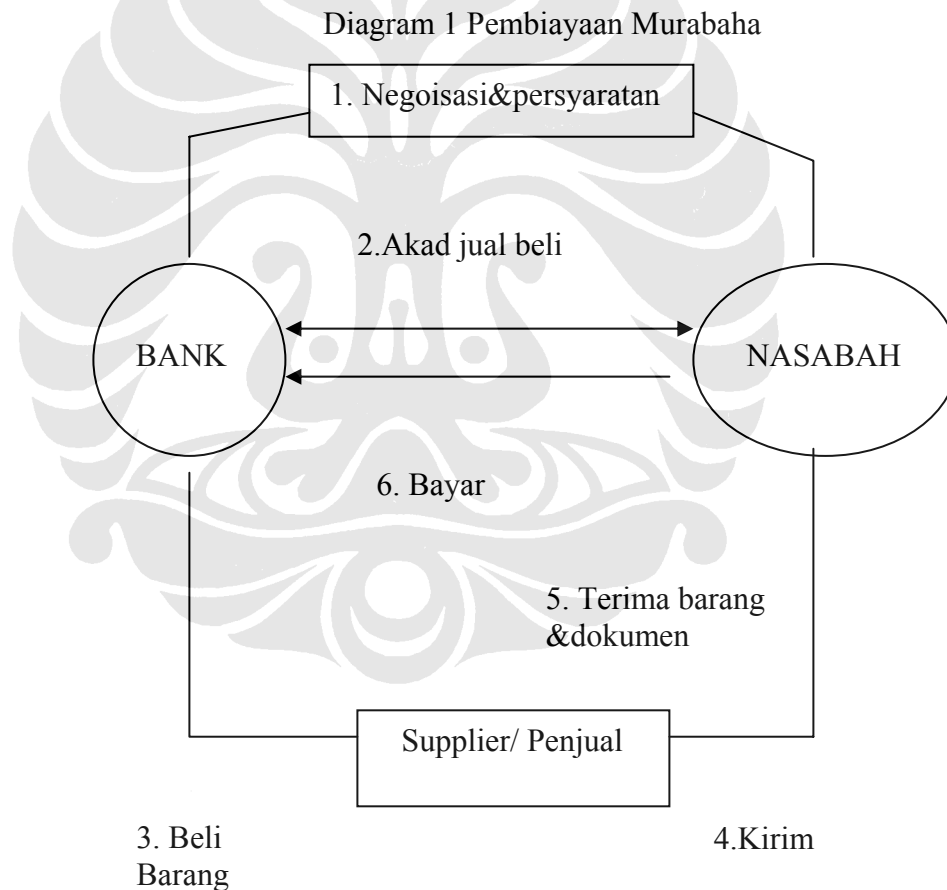 Diagram 1 Pembiayaan Murabaha
1. Negoisasi&persyaratan
2.Akad jual beli
BANK
NASABAH
6. Bayar
5. Terima barang
&dokumen
Supplier/ Penjual
3. Beli
Barang
4.Kirim